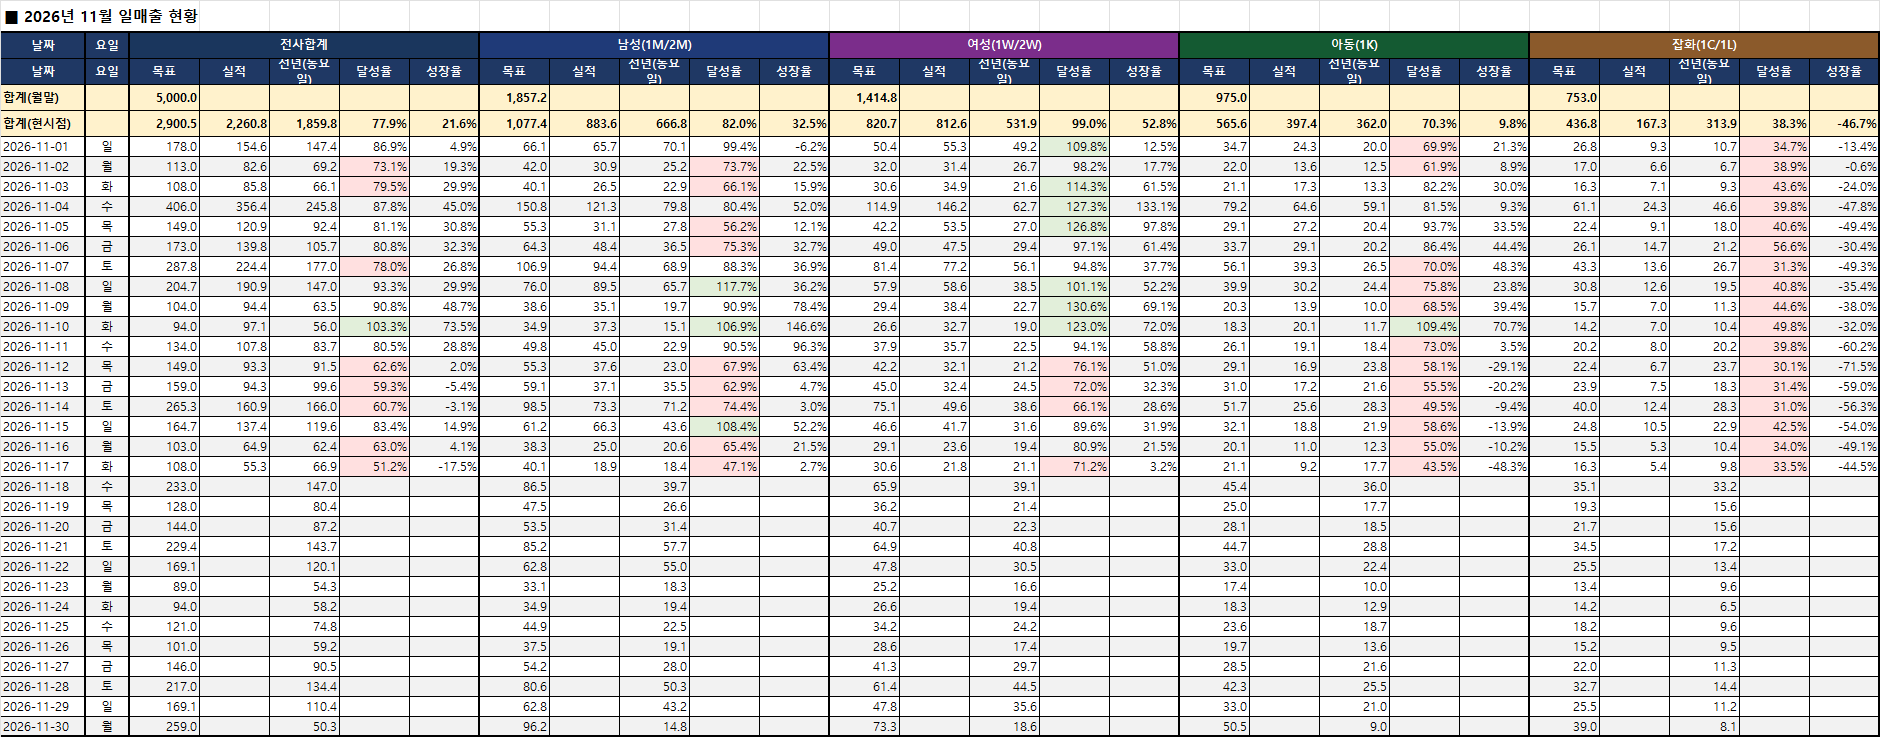 ■ 2026년 11월 일매출 현황
날짜 요일 전사합계 남성(1M/2M) 여성(1W/2W) 아동(1K) 잡화(1C/1L)
날짜 요일 목표 실적 전년(동요일) 달성율 성장율 목표 실적 전년(동요일) 달성율 성장율 목표 실적 전년(동요일) 달성율 성장율 목표 실적 전년(동요일) 달성율 성장율 목표 실적 전년(동요일) 달성율 성장율
합계(월말) 5,000.0 1,857.2 1,414.8 975.0 753.0
합계(현시점) 2,900.5 2,260.8 1,859.8 77.9% 21.6% 1,077.4 883.6 666.8 82.0% 32.5% 820.7 812.6 531.9 99.0% 52.8% 565.6 397.4 362.0 70.3% 9.8% 436.8 167.3 313.9 38.3% -46.7%
2026-11-01 일 178.0 154.6 147.4 86.9% 4.9% 66.1 65.7 70.1 99.4% -6.2% 50.4 55.3 49.2 109.8% 12.5% 34.7 24.3 20.0 69.9% 21.3% 26.8 9.3 10.7 34.7% -13.4%
2026-11-02 월 113.0 82.6 69.2 73.1% 19.3% 42.0 30.9 25.2 73.7% 22.5% 32.0 31.4 26.7 98.2% 17.7% 22.0 13.6 12.5 61.9% 8.9% 17.0 6.6 6.7 38.9% -0.6%
2026-11-03 화 108.0 85.8 66.1 79.5% 29.9% 40.1 26.5 22.9 66.1% 15.9% 30.6 34.9 21.6 114.3% 61.5% 21.1 17.3 13.3 82.2% 30.0% 16.3 7.1 9.3 43.6% -24.0%
2026-11-04 수 406.0 356.4 245.8 87.8% 45.0% 150.8 121.3 79.8 80.4% 52.0% 114.9 146.2 62.7 127.3% 133.1% 79.2 64.6 59.1 81.5% 9.3% 61.1 24.3 46.6 39.8% -47.8%
2026-11-05 목 149.0 120.9 92.4 81.1% 30.8% 55.3 31.1 27.8 56.2% 12.1% 42.2 53.5 27.0 126.8% 97.8% 29.1 27.2 20.4 93.7% 33.5% 22.4 9.1 18.0 40.6% -49.4%
2026-11-06 금 173.0 139.8 105.7 80.8% 32.3% 64.3 48.4 36.5 75.3% 32.7% 49.0 47.5 29.4 97.1% 61.4% 33.7 29.1 20.2 86.4% 44.4% 26.1 14.7 21.2 56.6% -30.4%
2026-11-07 토 287.8 224.4 177.0 78.0% 26.8% 106.9 94.4 68.9 88.3% 36.9% 81.4 77.2 56.1 94.8% 37.7% 56.1 39.3 26.5 70.0% 48.3% 43.3 13.6 26.7 31.3% -49.3%
2026-11-08 일 204.7 190.9 147.0 93.3% 29.9% 76.0 89.5 65.7 117.7% 36.2% 57.9 58.6 38.5 101.1% 52.2% 39.9 30.2 24.4 75.8% 23.8% 30.8 12.6 19.5 40.8% -35.4%
2026-11-09 월 104.0 94.4 63.5 90.8% 48.7% 38.6 35.1 19.7 90.9% 78.4% 29.4 38.4 22.7 130.6% 69.1% 20.3 13.9 10.0 68.5% 39.4% 15.7 7.0 11.3 44.6% -38.0%
2026-11-10 화 94.0 97.1 56.0 103.3% 73.5% 34.9 37.3 15.1 106.9% 146.6% 26.6 32.7 19.0 123.0% 72.0% 18.3 20.1 11.7 109.4% 70.7% 14.2 7.0 10.4 49.8% -32.0%
2026-11-11 수 134.0 107.8 83.7 80.5% 28.8% 49.8 45.0 22.9 90.5% 96.3% 37.9 35.7 22.5 94.1% 58.8% 26.1 19.1 18.4 73.0% 3.5% 20.2 8.0 20.2 39.8% -60.2%
2026-11-12 목 149.0 93.3 91.5 62.6% 2.0% 55.3 37.6 23.0 67.9% 63.4% 42.2 32.1 21.2 76.1% 51.0% 29.1 16.9 23.8 58.1% -29.1% 22.4 6.7 23.7 30.1% -71.5%
2026-11-13 금 159.0 94.3 99.6 59.3% -5.4% 59.1 37.1 35.5 62.9% 4.7% 45.0 32.4 24.5 72.0% 32.3% 31.0 17.2 21.6 55.5% -20.2% 23.9 7.5 18.3 31.4% -59.0%
2026-11-14 토 265.3 160.9 166.0 60.7% -3.1% 98.5 73.3 71.2 74.4% 3.0% 75.1 49.6 38.6 66.1% 28.6% 51.7 25.6 28.3 49.5% -9.4% 40.0 12.4 28.3 31.0% -56.3%
2026-11-15 일 164.7 137.4 119.6 83.4% 14.9% 61.2 66.3 43.6 108.4% 52.2% 46.6 41.7 31.6 89.6% 31.9% 32.1 18.8 21.9 58.6% -13.9% 24.8 10.5 22.9 42.5% -54.0%
2026-11-16 월 103.0 64.9 62.4 63.0% 4.1% 38.3 25.0 20.6 65.4% 21.5% 29.1 23.6 19.4 80.9% 21.5% 20.1 11.0 12.3 55.0% -10.2% 15.5 5.3 10.4 34.0% -49.1%
2026-11-17 화 108.0 55.3 66.9 51.2% -17.5% 40.1 18.9 18.4 47.1% 2.7% 30.6 21.8 21.1 71.2% 3.2% 21.1 9.2 17.7 43.5% -48.3% 16.3 5.4 9.8 33.5% -44.5%
2026-11-18 수 233.0 147.0 86.5 39.7 65.9 39.1 45.4 36.0 35.1 33.2
2026-11-19 목 128.0 80.4 47.5 26.6 36.2 21.4 25.0 17.7 19.3 15.6
2026-11-20 금 144.0 87.2 53.5 31.4 40.7 22.3 28.1 18.5 21.7 15.6
2026-11-21 토 229.4 143.7 85.2 57.7 64.9 40.8 44.7 28.8 34.5 17.2
2026-11-22 일 169.1 120.1 62.8 55.0 47.8 30.5 33.0 22.4 25.5 13.4
2026-11-23 월 89.0 54.3 33.1 18.3 25.2 16.6 17.4 10.0 13.4 9.6
2026-11-24 화 94.0 58.2 34.9 19.4 26.6 19.4 18.3 12.9 14.2 6.5
2026-11-25 수 121.0 74.8 44.9 22.5 34.2 24.2 23.6 18.7 18.2 9.6
2026-11-26 목 101.0 59.2 37.5 19.1 28.6 17.4 19.7 13.6 15.2 9.5
2026-11-27 금 146.0 90.5 54.2 28.0 41.3 29.7 28.5 21.6 22.0 11.3
2026-11-28 토 217.0 134.4 80.6 50.3 61.4 44.5 42.3 25.5 32.7 14.4
2026-11-29 일 169.1 110.4 62.8 43.2 47.8 35.6 33.0 21.0 25.5 11.2
2026-11-30 월 259.0 50.3 96.2 14.8 73.3 18.6 50.5 9.0 39.0 8.1